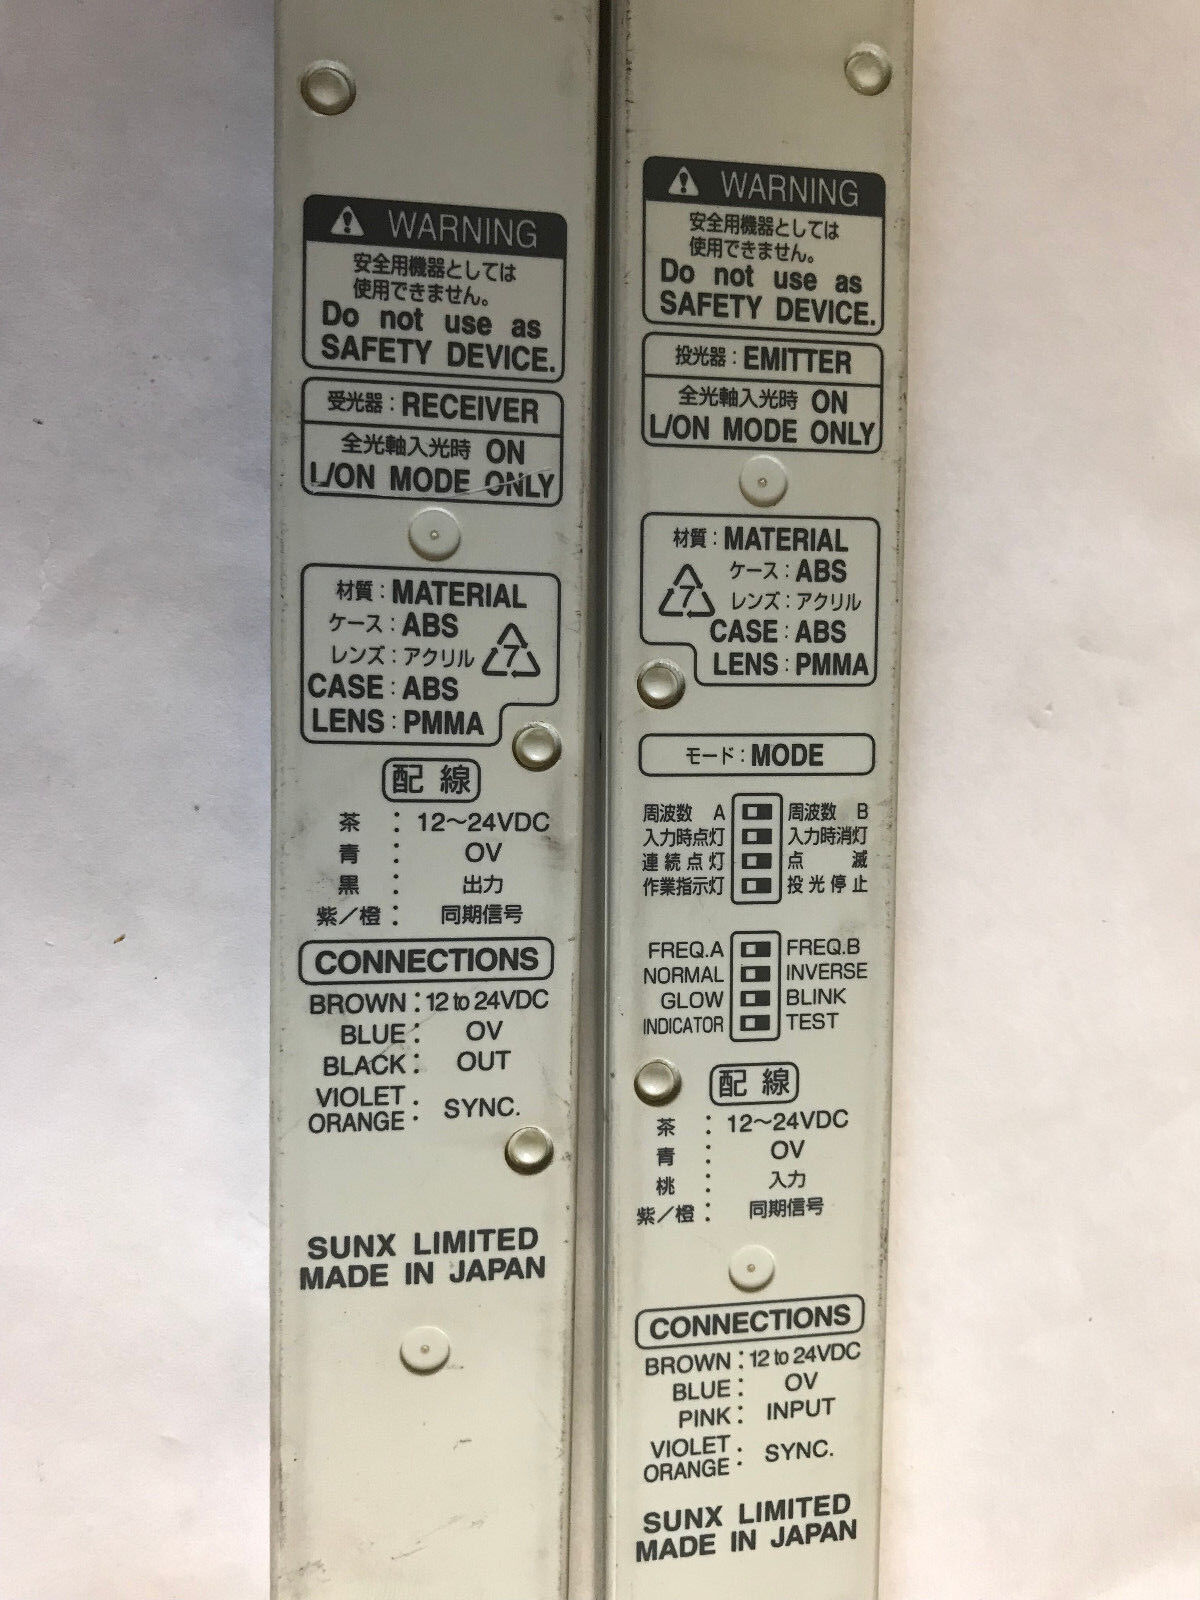 WARNING
安全用機器としては
使用できません。
Do not use as
SAFETY DEVICE.
受光器:RECEIVER
全光軸入光時 ON
L/ON MODE ONLY
材質:MATERIAL
ケース:ABS
レンズ:アクリル
7
CASE:ABS
LENS:PMMA
配線
茶 : 12〜24VDC
青 : 0V
黒 : 出力
紫/橙 : 同期信号
CONNECTIONS
BROWN : 12 to 24VDC
BLUE : 0V
BLACK : OUT
VIOLET
ORANGE : SYNC.
SUNX LIMITED
MADE IN JAPAN
WARNING
安全用機器としては
使用できません。
Do not use as
SAFETY DEVICE.
投光器:EMITTER
全光軸入光時 ON
L/ON MODE ONLY
材質:MATERIAL
ケース:ABS
7
レンズ:アクリル
CASE:ABS
LENS:PMMA
モード:MODE
周波数 A 周波数 B
入力時点灯 入力時消灯
連続点灯 点滅
作業指示灯 投光停止
FREQ.A FREQ.B
NORMAL INVERSE
GLOW BLINK
INDICATOR TEST
配線
茶 : 12〜24VDC
青 : 0V
桃 : 入力
紫/橙 : 同期信号
CONNECTIONS
BROWN : 12 to 24VDC
BLUE : 0V
PINK : INPUT
VIOLET
ORANGE : SYNC.
SUNX LIMITED
MADE IN JAPAN